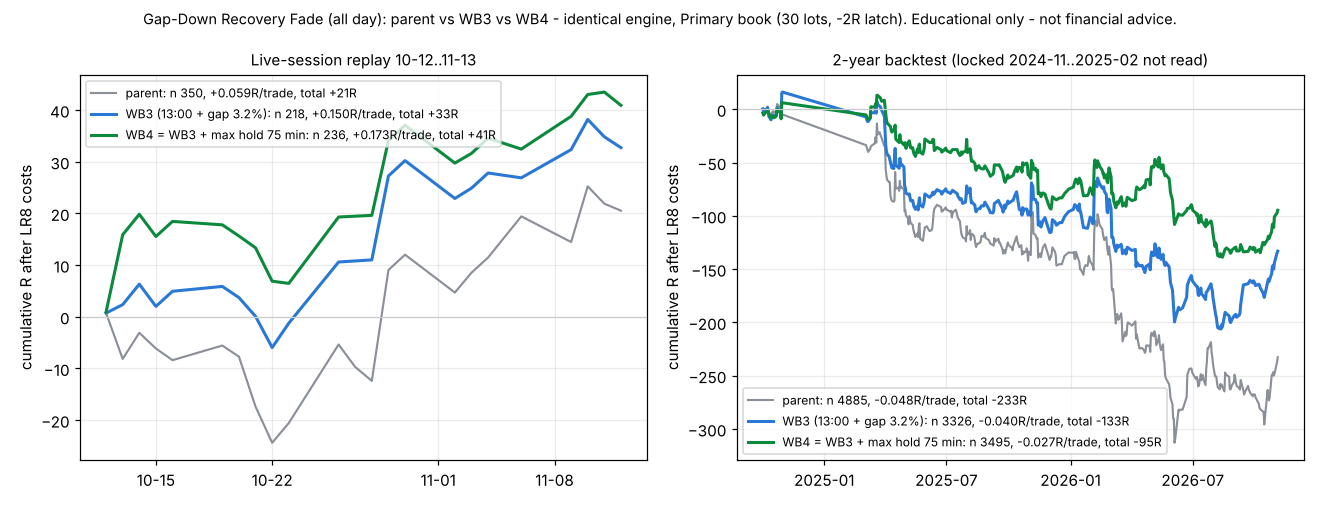 Gap-Down Recovery Fade (all day): parent vs WB3 vs WB4 - identical engine, Primary book (30 lots, -2R latch). Educational only - not financial advice.
Live-session replay 10-12..11-13
parent: n 350, +0.059R/trade, total +21R
WB3 (13:00 + gap 3.2%): n 218, +0.150R/trade, total +33R
WB4 = WB3 + max hold 75 min: n 236, +0.173R/trade, total +41R
cumulative R after LR8 costs
40
30
20
10
0
−10
−20
10-15
10-22
11-01
11-08
2-year backtest (locked 2024-11..2025-02 not read)
cumulative R after LR8 costs
0
−50
−100
−150
−200
−250
−300
parent: n 4885, -0.048R/trade, total -233R
WB3 (13:00 + gap 3.2%): n 3326, -0.040R/trade, total -133R
WB4 = WB3 + max hold 75 min: n 3495, -0.027R/trade, total -95R
2025-01
2025-07
2026-01
2026-07